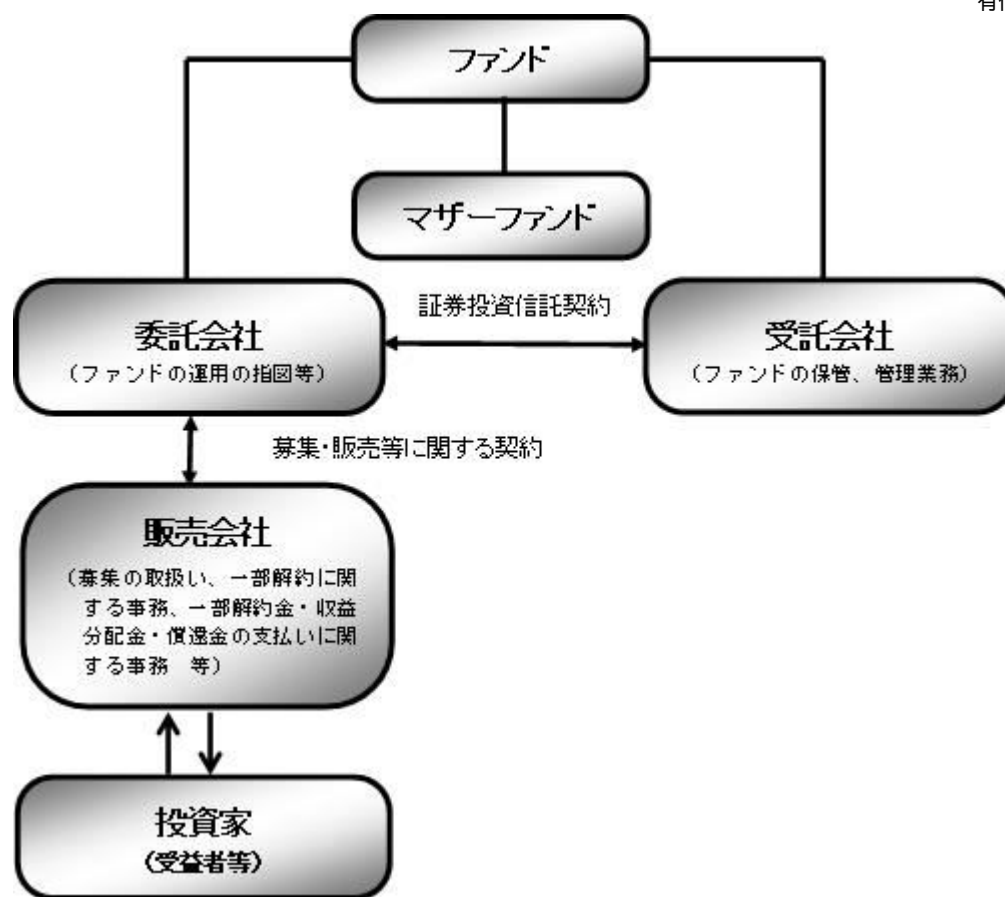 ファンド
マザーファンド
証券投資信託契約
委託会社
(ファンドの運用の指図等)
受託会社
(ファンドの保管、管理業務)
募集・販売等に関する契約
販売会社
(募集の取扱い、一部解約に関
する事務、一部解約金・収益
分配金・償還金の支払いに関
する事務 等)
投資家
(受益者等)